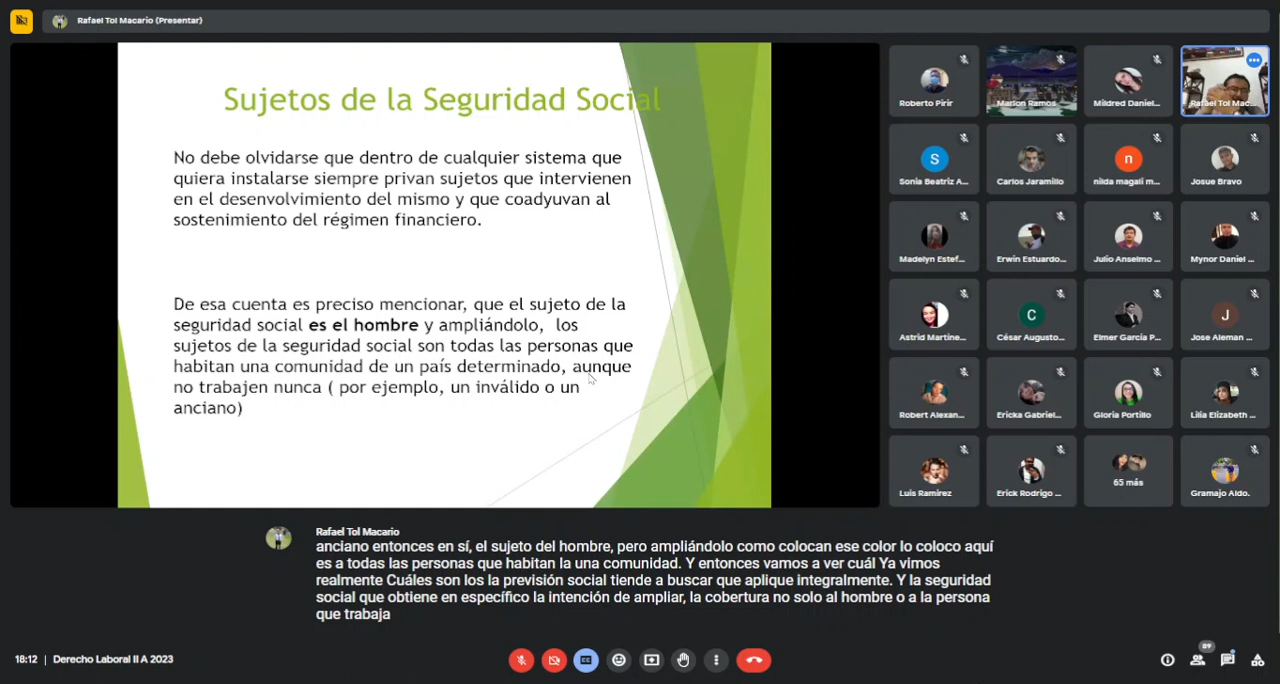 Rafael Tol Macario (Presentar)
Sujetos de la Seguridad Social
No debe olvidarse que dentro de cualquier sistema que
quiera instalarse siempre privan sujetos que intervienen
en el desenvolvimiento del mismo y que coadyuvan al
sostenimiento del régimen financiero.
De esa cuenta es preciso mencionar, que el sujeto de la
seguridad social es el hombre y ampliándolo, los
sujetos de la seguridad social son todas las personas que
habitan una comunidad de un país determinado, aunque
no trabajen nunca ( por ejemplo, un inválido o un
anciano)
Roberto Pirir
Marlon Ramos
Mildred Daniel...
Rafael Tol Mac...
S
Sonia Beatriz A...
Carlos Jaramillo
n
nilda magali m...
Josue Bravo
Madelyn Estef...
Erwin Estuardo...
Julio Anselmo ...
Mynor Daniel ...
Astrid Martine...
C
César Augusto...
Elmer García P...
J
Jose Aleman ...
Robert Alexan...
Ericka Gabriel...
Gloria Portillo
Lilia Elizabeth ...
Luis Ramirez
Erick Rodrigo ...
65 más
Gramajo Aldo.
Rafael Tol Macario
anciano entonces en sí, el sujeto del hombre, pero ampliándolo como colocan ese color lo coloco aquí
es a todas las personas que habitan la una comunidad. Y entonces vamos a ver cuál Ya vimos
realmente Cuáles son los la previsión social tiende a buscar que aplique integralmente. Y la seguridad
social que obtiene en específico la intención de ampliar, la cobertura no solo al hombre o a la persona
que trabaja
18:12 | Derecho Laboral II A 2023
CC
89